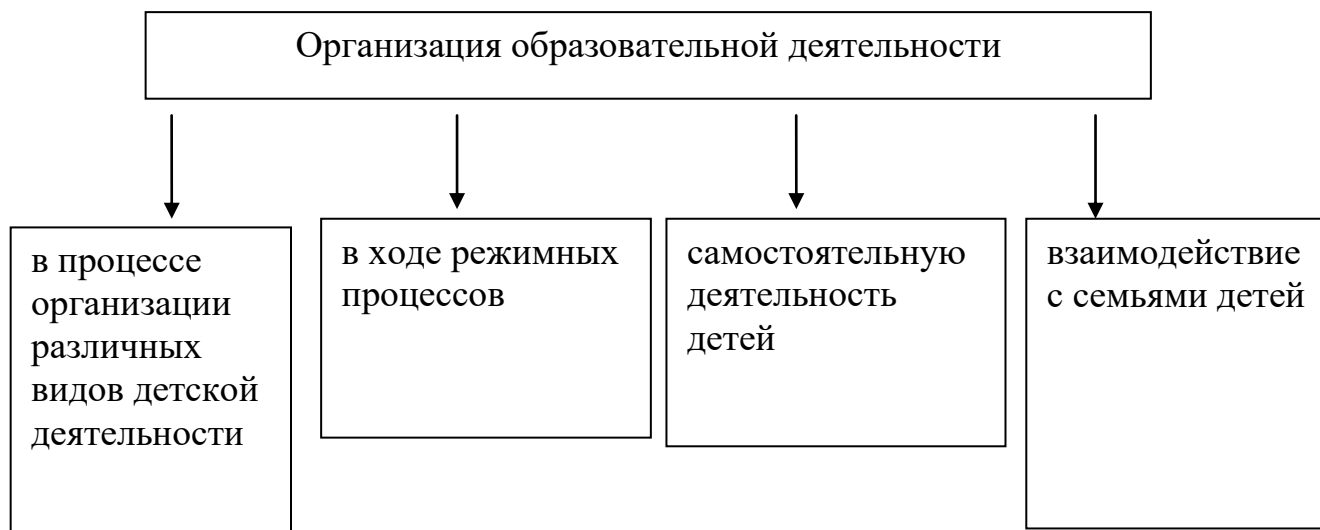 Организация образовательной деятельности
в процессе
организации
различных
видов детской
деятельности
в ходе режимных
процессов
самостоятельную
деятельность
детей
взаимодействие
с семьями детей